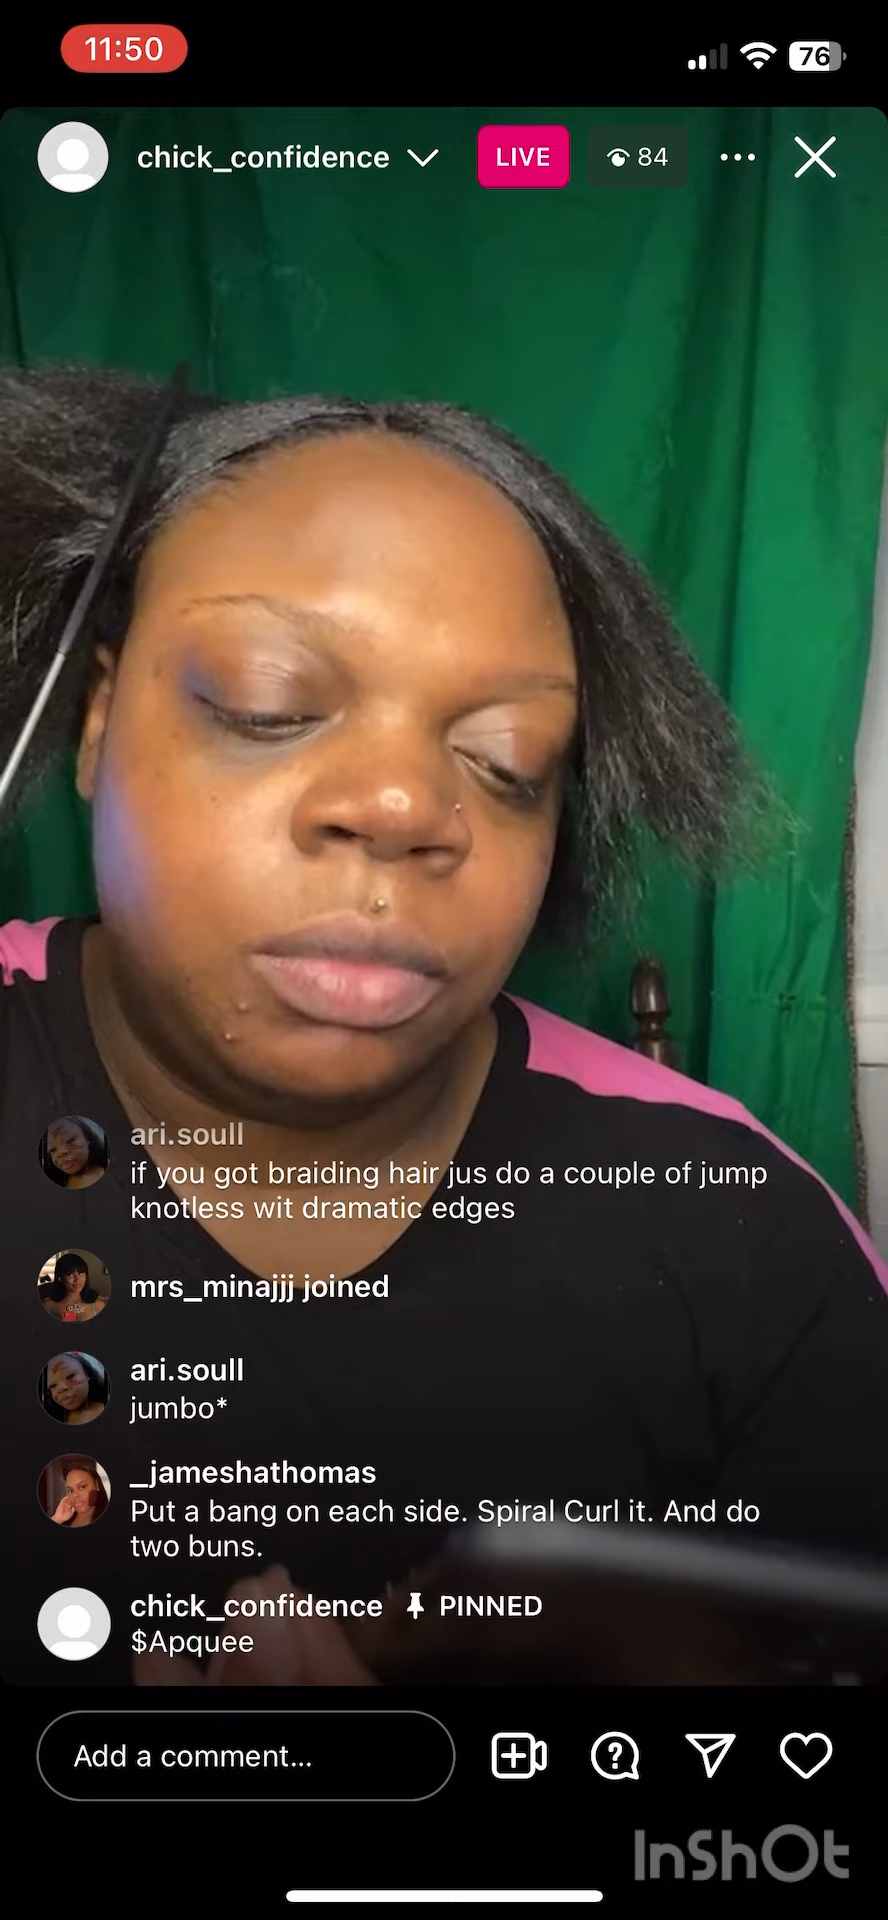 11:50
76
chick_confidence
LIVE
84
ari.soull
if you got braiding hair jus do a couple of jump
knotless wit dramatic edges
mrs_minajjj joined
ari.soull
jumbo*
_jameshathomas
Put a bang on each side. Spiral Curl it. And do
two buns.
chick_confidence PINNED
$Apquee
Add a comment...
InShOt